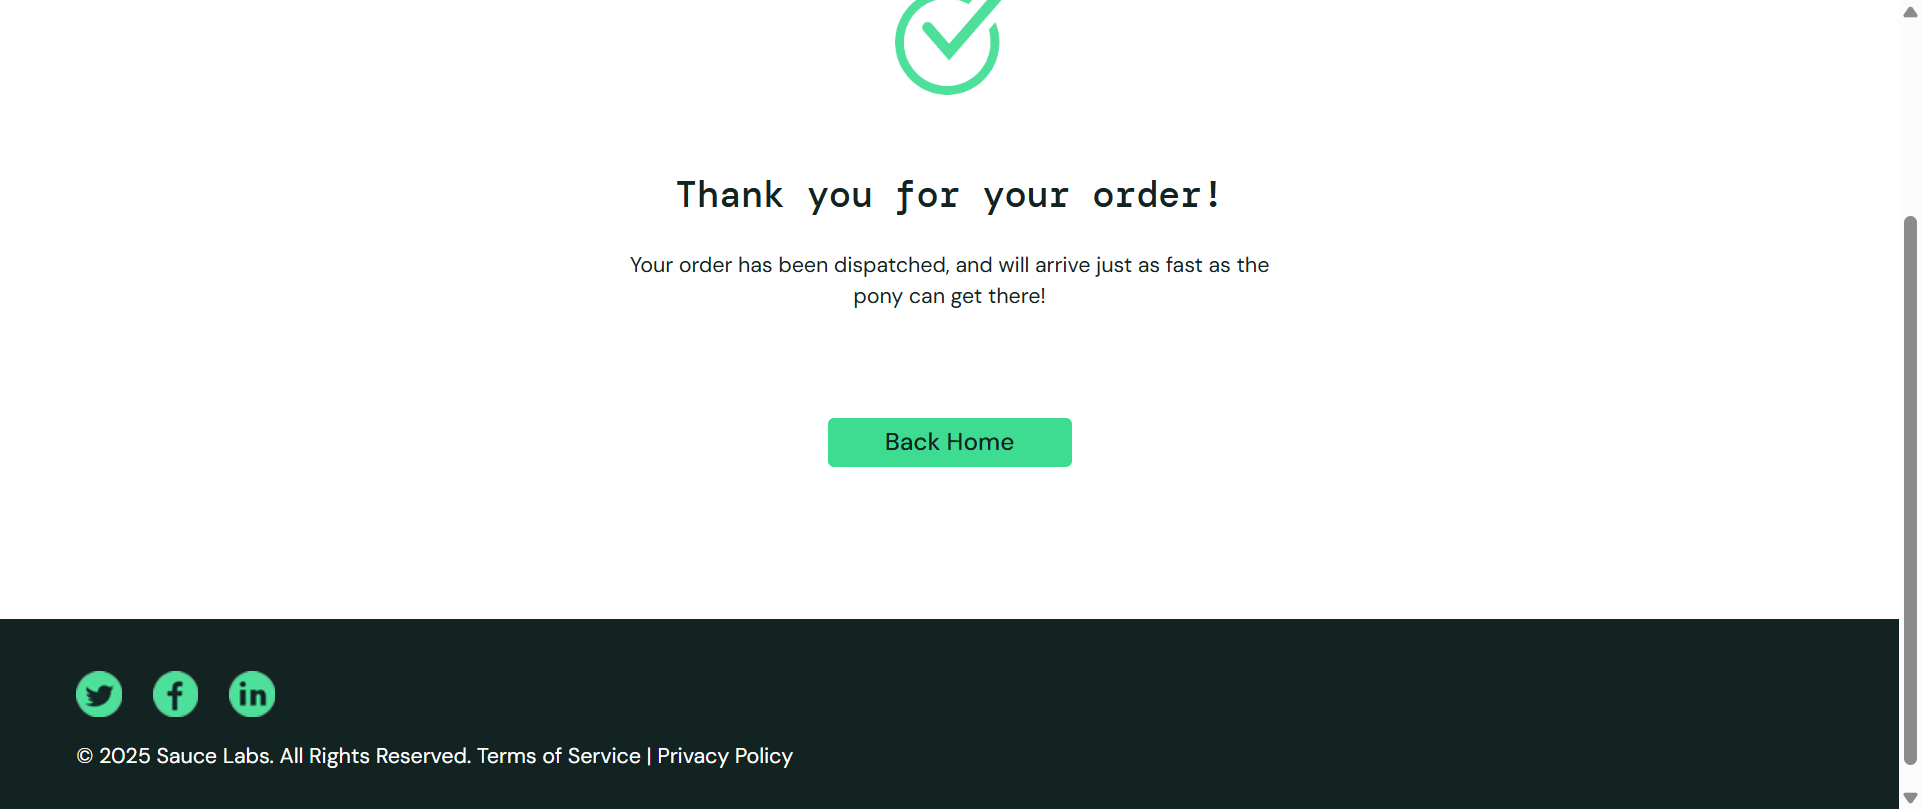 Thank you for your order!
Your order has been dispatched, and will arrive just as fast as the
pony can get there!
Back Home
© 2025 Sauce Labs. All Rights Reserved. Terms of Service | Privacy Policy